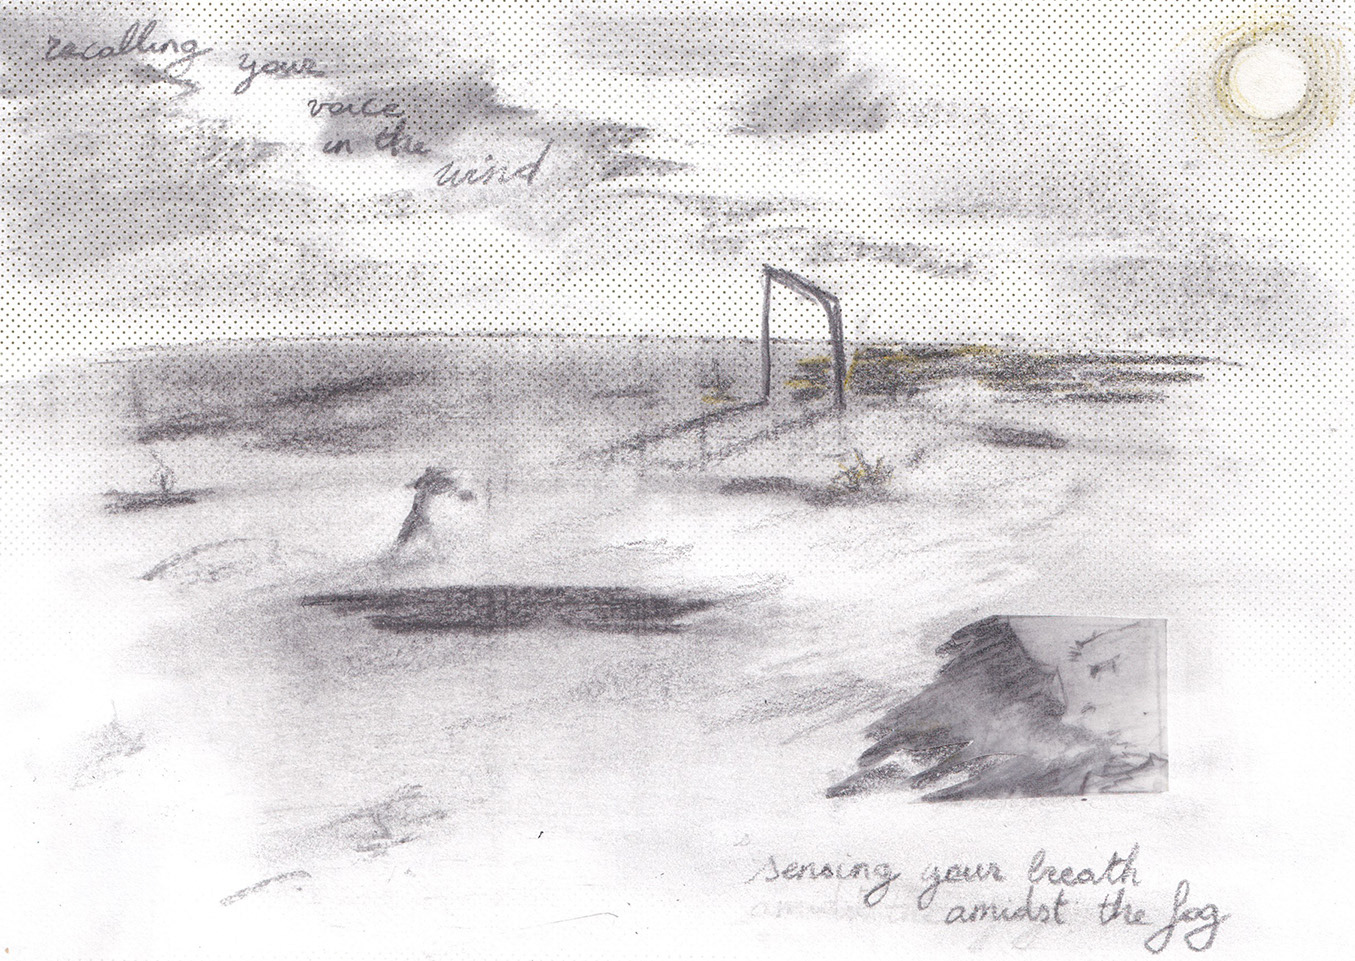 recalling
your
voice
in the
wind
sensing your breath
amidst the fog